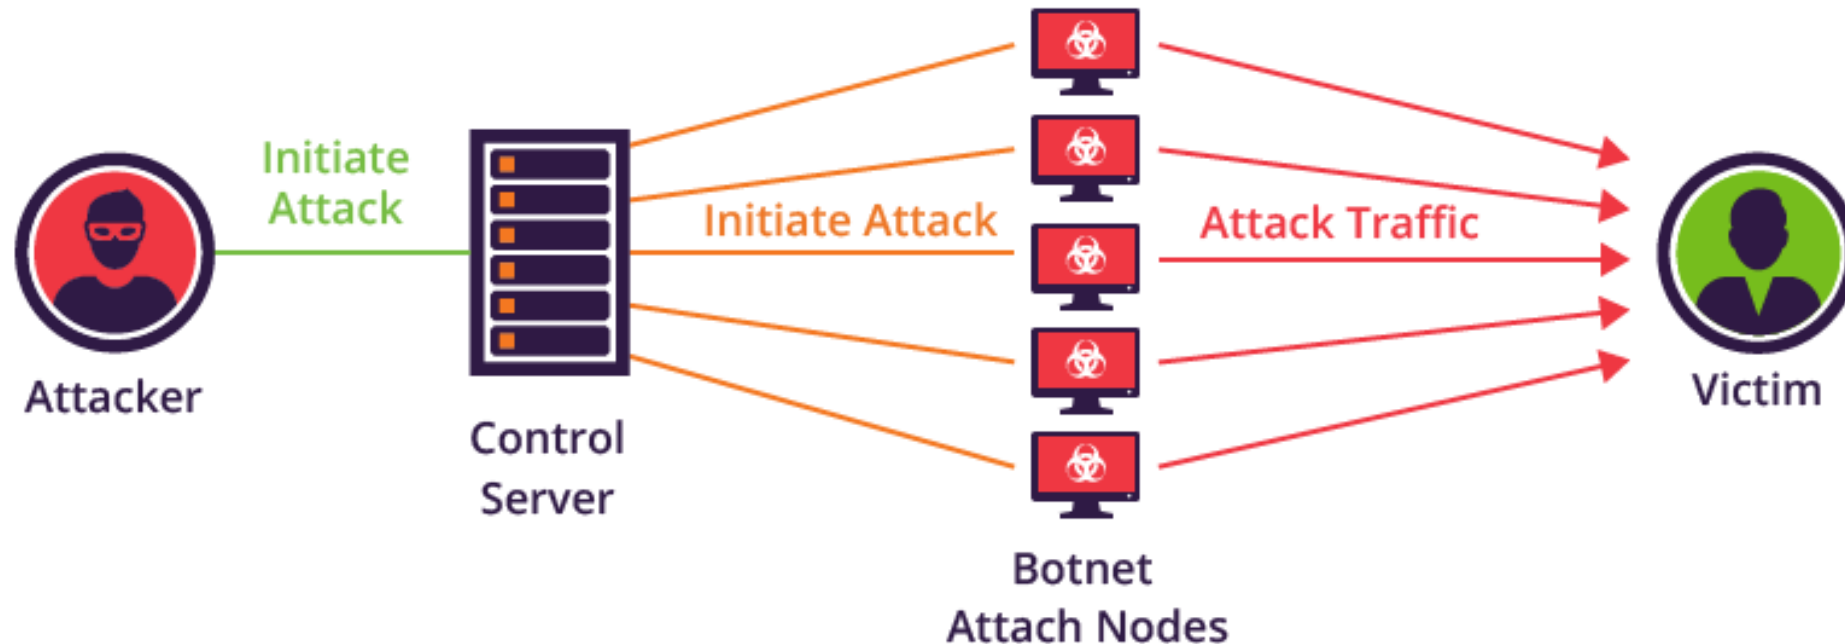 Initiate
Attack
Initiate Attack
Attack Traffic
Attacker
Control
Server
Botnet
Attach Nodes
Victim